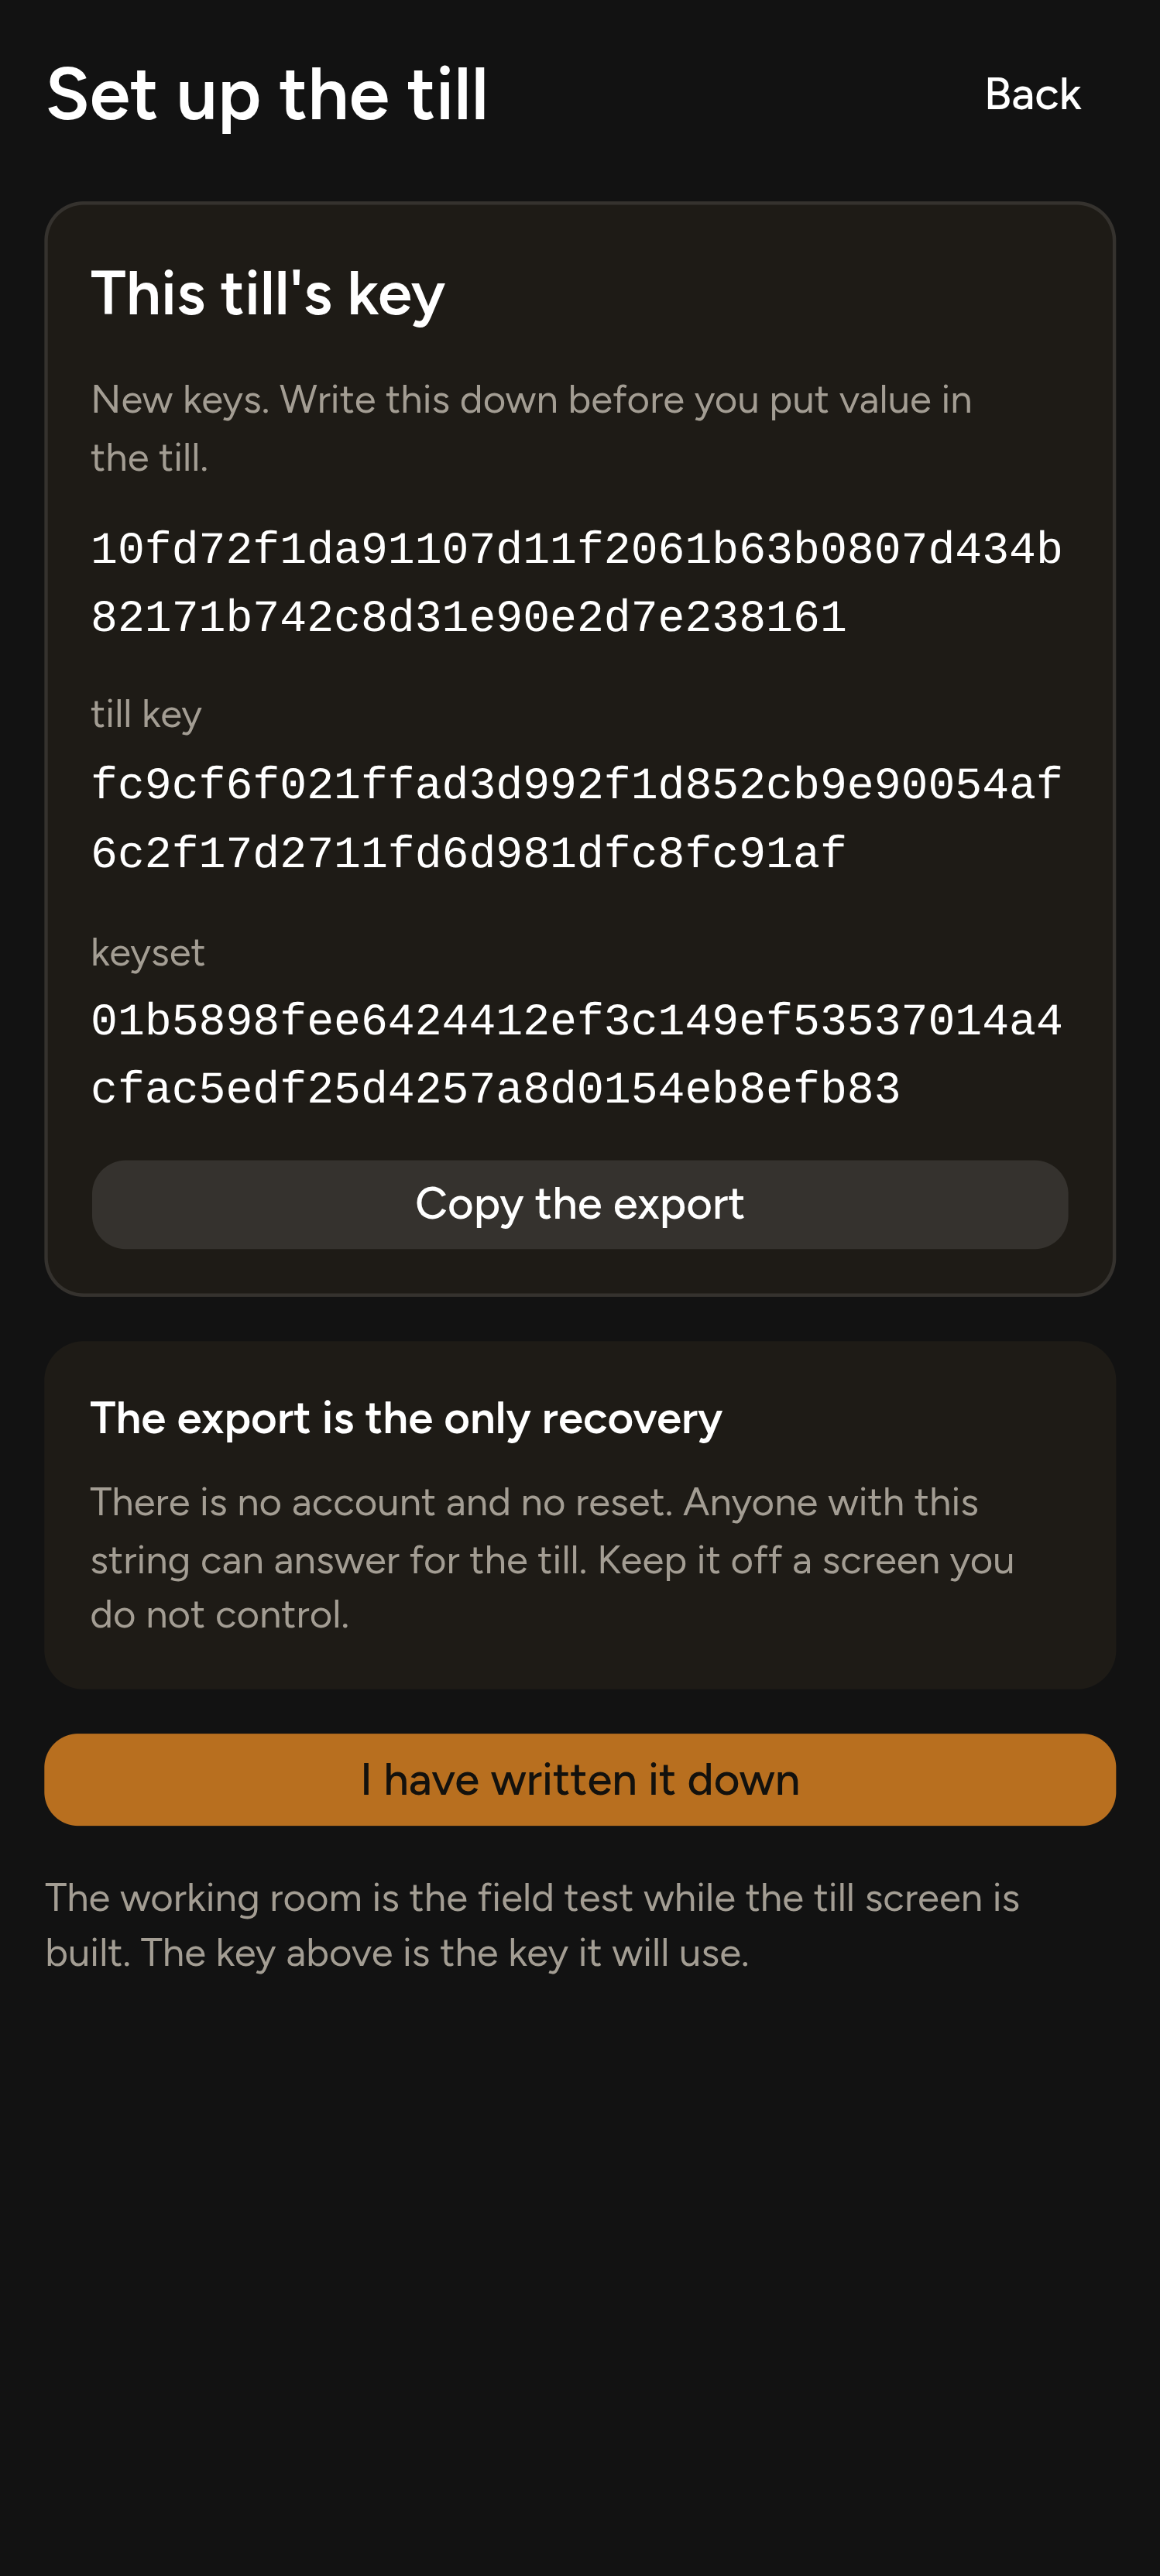 Set up the till
Back
This till's key
New keys. Write this down before you put value in
the till.
10fd72f1da91107d11f2061b63b0807d434b
82171b742c8d31e90e2d7e238161
till key
fc9cf6f021ffad3d992f1d852cb9e90054af
6c2f17d2711fd6d981dfc8fc91af
keyset
01b5898fee6424412ef3c149ef53537014a4
cfac5edf25d4257a8d0154eb8efb83
Copy the export
The export is the only recovery
There is no account and no reset. Anyone with this
string can answer for the till. Keep it off a screen you
do not control.
I have written it down
The working room is the field test while the till screen is
built. The key above is the key it will use.